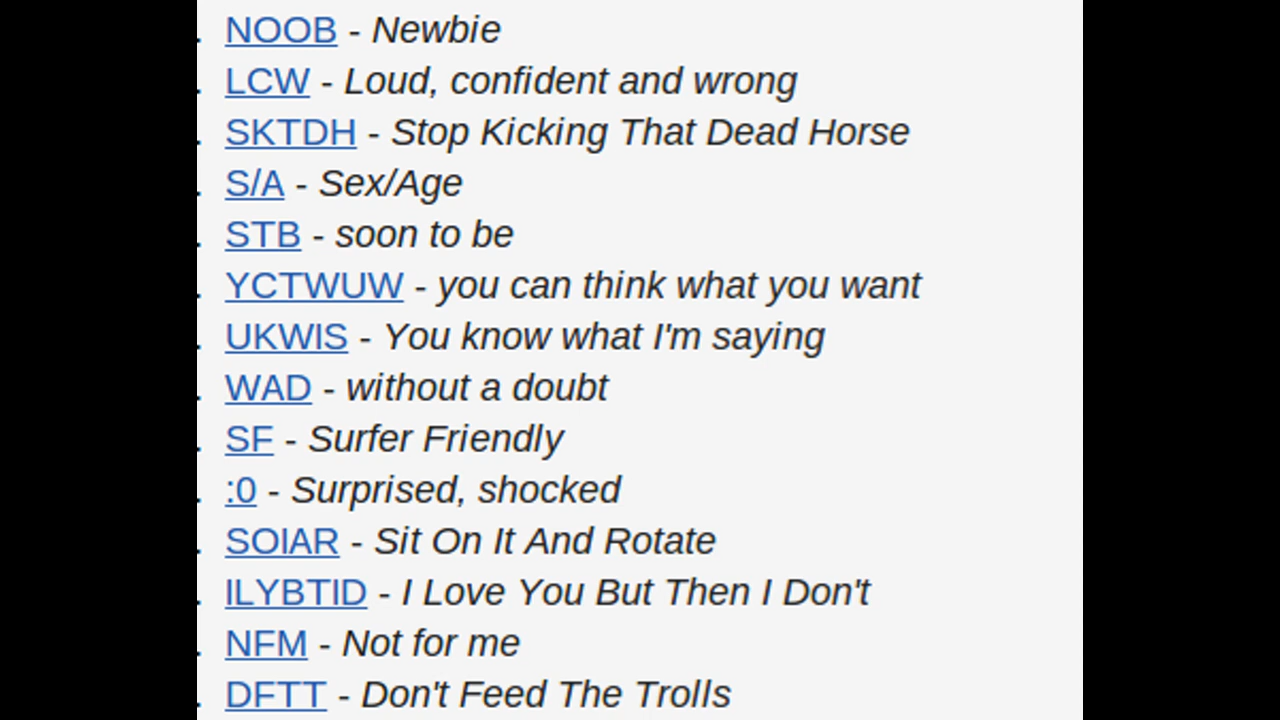 . NOOB - Newbie
. LCW - Loud, confident and wrong
. SKTDH - Stop Kicking That Dead Horse
. S/A - Sex/Age
. STB - soon to be
. YCTWUW - you can think what you want
. UKWIS - You know what I'm saying
. WAD - without a doubt
. SF - Surfer Friendly
. :0 - Surprised, shocked
. SOIAR - Sit On It And Rotate
. ILYBTID - I Love You But Then I Don't
. NFM - Not for me
. DFTT - Don't Feed The Trolls